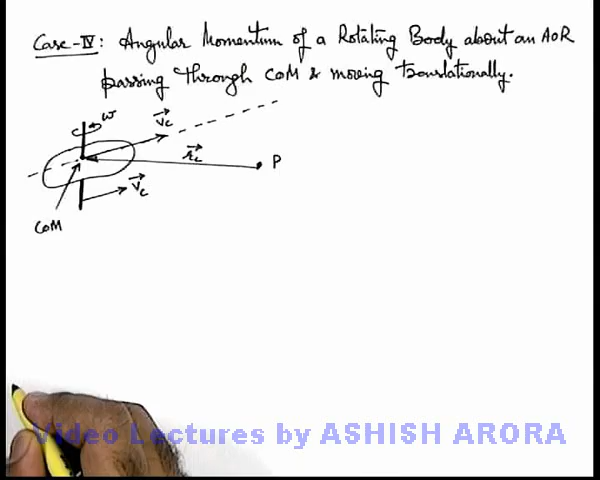 Case-IV: Angular Momentum of a Rotating Body about an AOR
passing through COM & moving translationally.
ω
C
v⃗c
r⃗c
P
v⃗c
COM
Video Lectures by ASHISH ARORA